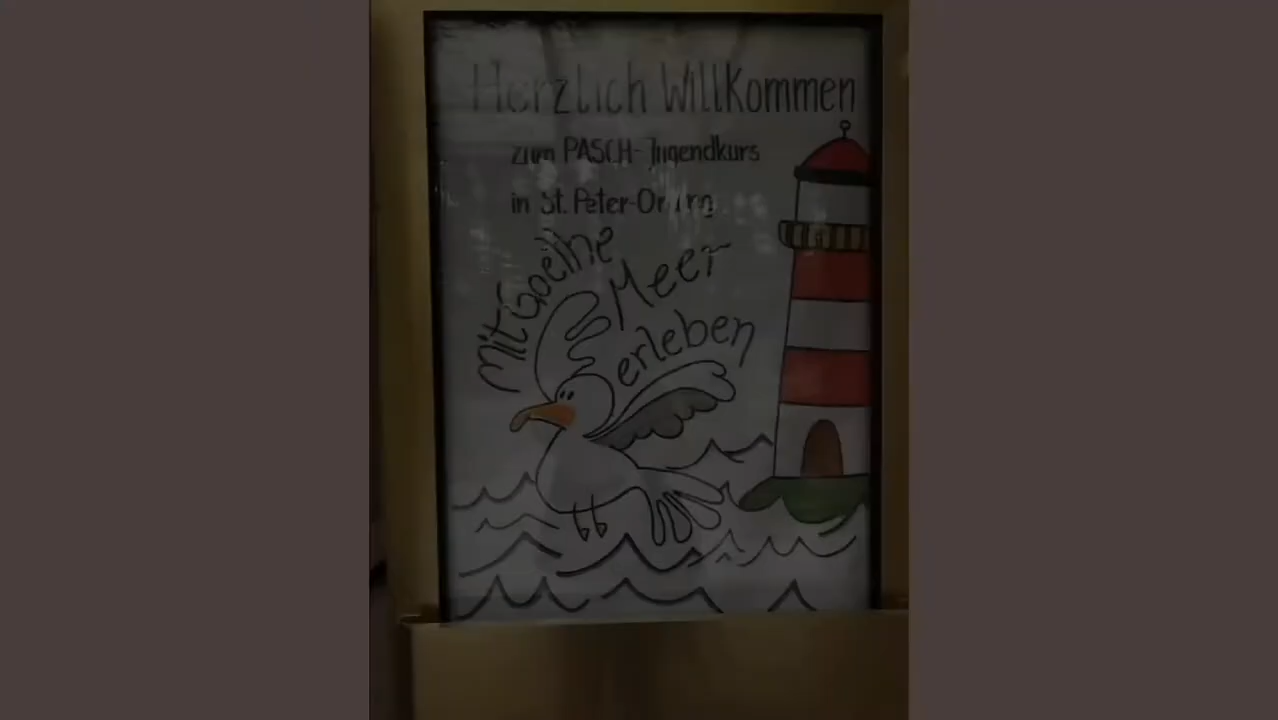 Herzlich Willkommen
zum PASCH-Jugendkurs
in St. Peter-Ording
Mit Goethe
Meer
erleben